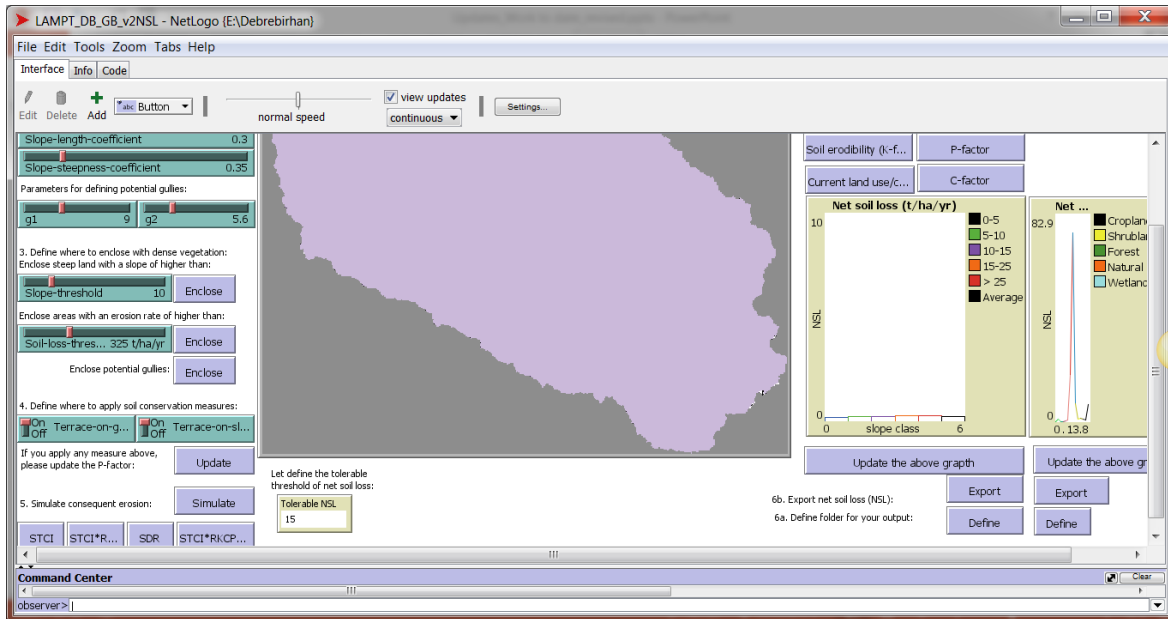 LAMPT_DB_GB_v2NSL - NetLogo {E:\Debrebirhan}
File Edit Tools Zoom Tabs Help
Interface Info Code
Edit Delete Add
abc Button
normal speed
view updates
continuous
Settings...
Slope-length-coefficient 0.3
Slope-steepness-coefficient 0.35
Parameters for defining potential gullies:
g1 9 g2 5.6
3. Define where to enclose with dense vegetation:
Enclose steep land with a slope of higher than:
Slope-threshold 10 Enclose
Enclose areas with an erosion rate of higher than:
Soil-loss-thres... 325 t/ha/yr Enclose
Enclose potential gullies: Enclose
4. Define where to apply soil conservation measures:
On Off Terrace-on-g... On Off Terrace-on-sl...
If you apply any measure above,
please update the P-factor: Update
5. Simulate consequent erosion: Simulate
STCI STCI*R... SDR STCI*RKCP...
Let define the tolerable
threshold of net soil loss:
Tolerable NSL
15
Soil erodibility (K-f... P-factor
Current land use/c... C-factor
Net soil loss (t/ha/yr)
10
NSL
0
0 slope class 6
0-5
5-10
10-15
15-25
> 25
Average
Net ...
82.9
NSL
0
0 . 13.8
Croplan
Shrublan
Forest
Natural
Wetland
Update the above graph Update the above gr
6b. Export net soil loss (NSL): Export Export
6a. Define folder for your output: Define Define
Command Center Clear
observer>